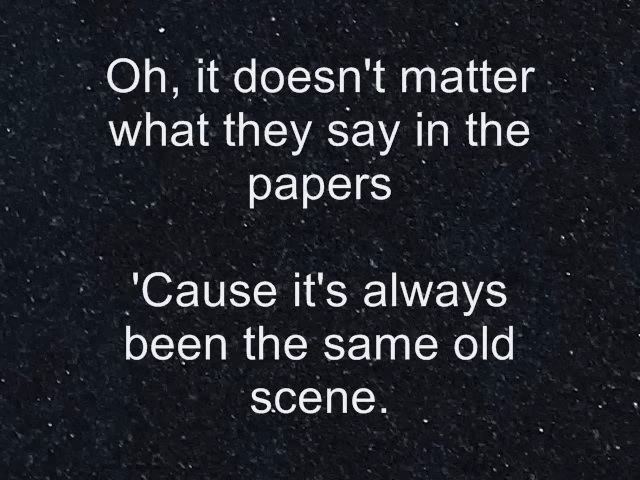 Oh, it doesn't matter
what they say in the
papers
'Cause it's always
been the same old
scene.